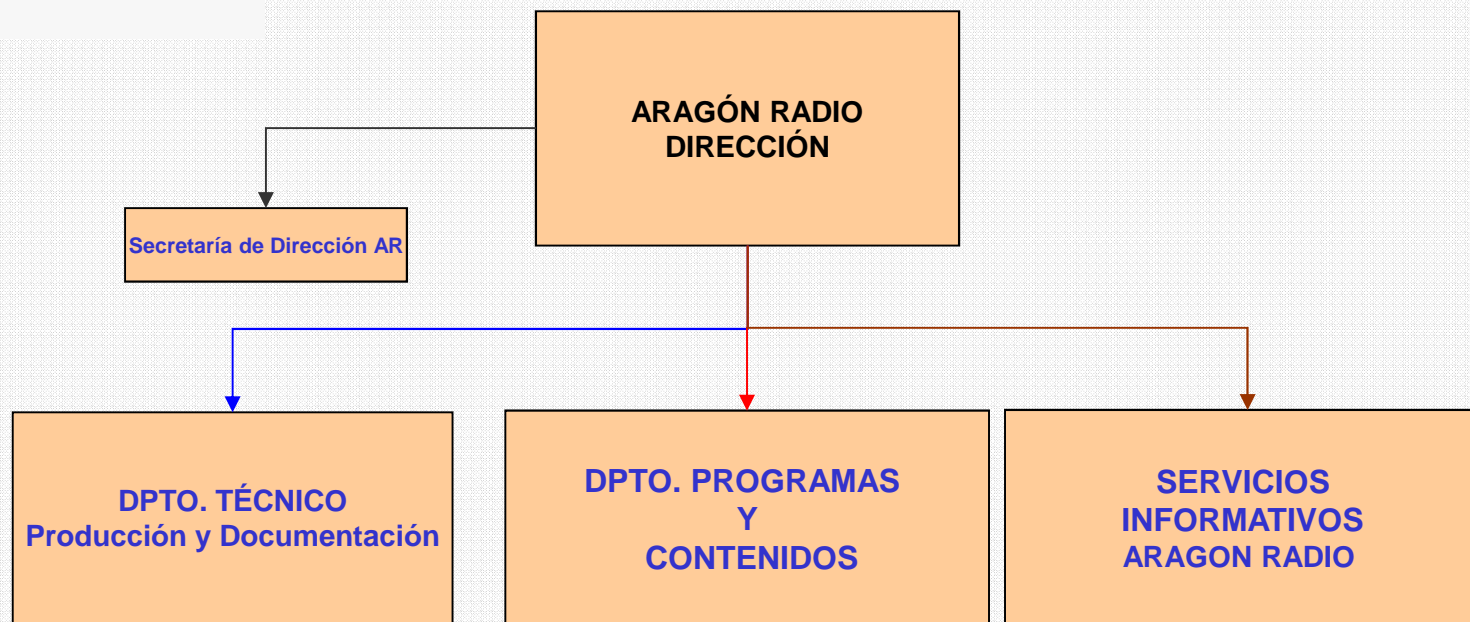 ARAGÓN RADIO
DIRECCIÓN
Secretaría de Dirección AR
DPTO. TÉCNICO
Producción y Documentación
DPTO. PROGRAMAS
Y
CONTENIDOS
SERVICIOS
INFORMATIVOS
ARAGON RADIO